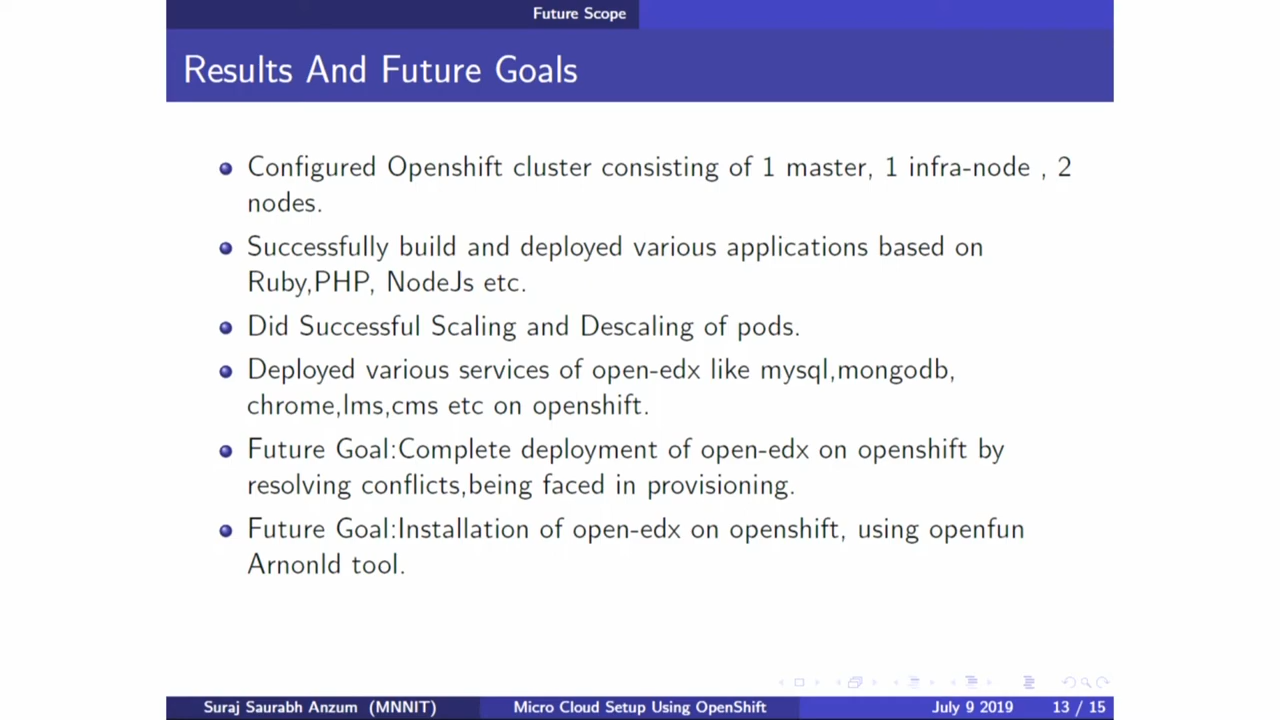 Future Scope
Results And Future Goals
Configured Openshift cluster consisting of 1 master, 1 infra-node , 2
nodes.
Successfully build and deployed various applications based on
Ruby,PHP, NodeJs etc.
Did Successful Scaling and Descaling of pods.
Deployed various services of open-edx like mysql,mongodb,
chrome,lms,cms etc on openshift.
Future Goal:Complete deployment of open-edx on openshift by
resolving conflicts,being faced in provisioning.
Future Goal:Installation of open-edx on openshift, using openfun
Arnonld tool.
Suraj Saurabh Anzum (MNNIT) Micro Cloud Setup Using OpenShift July 9 2019 13 / 15